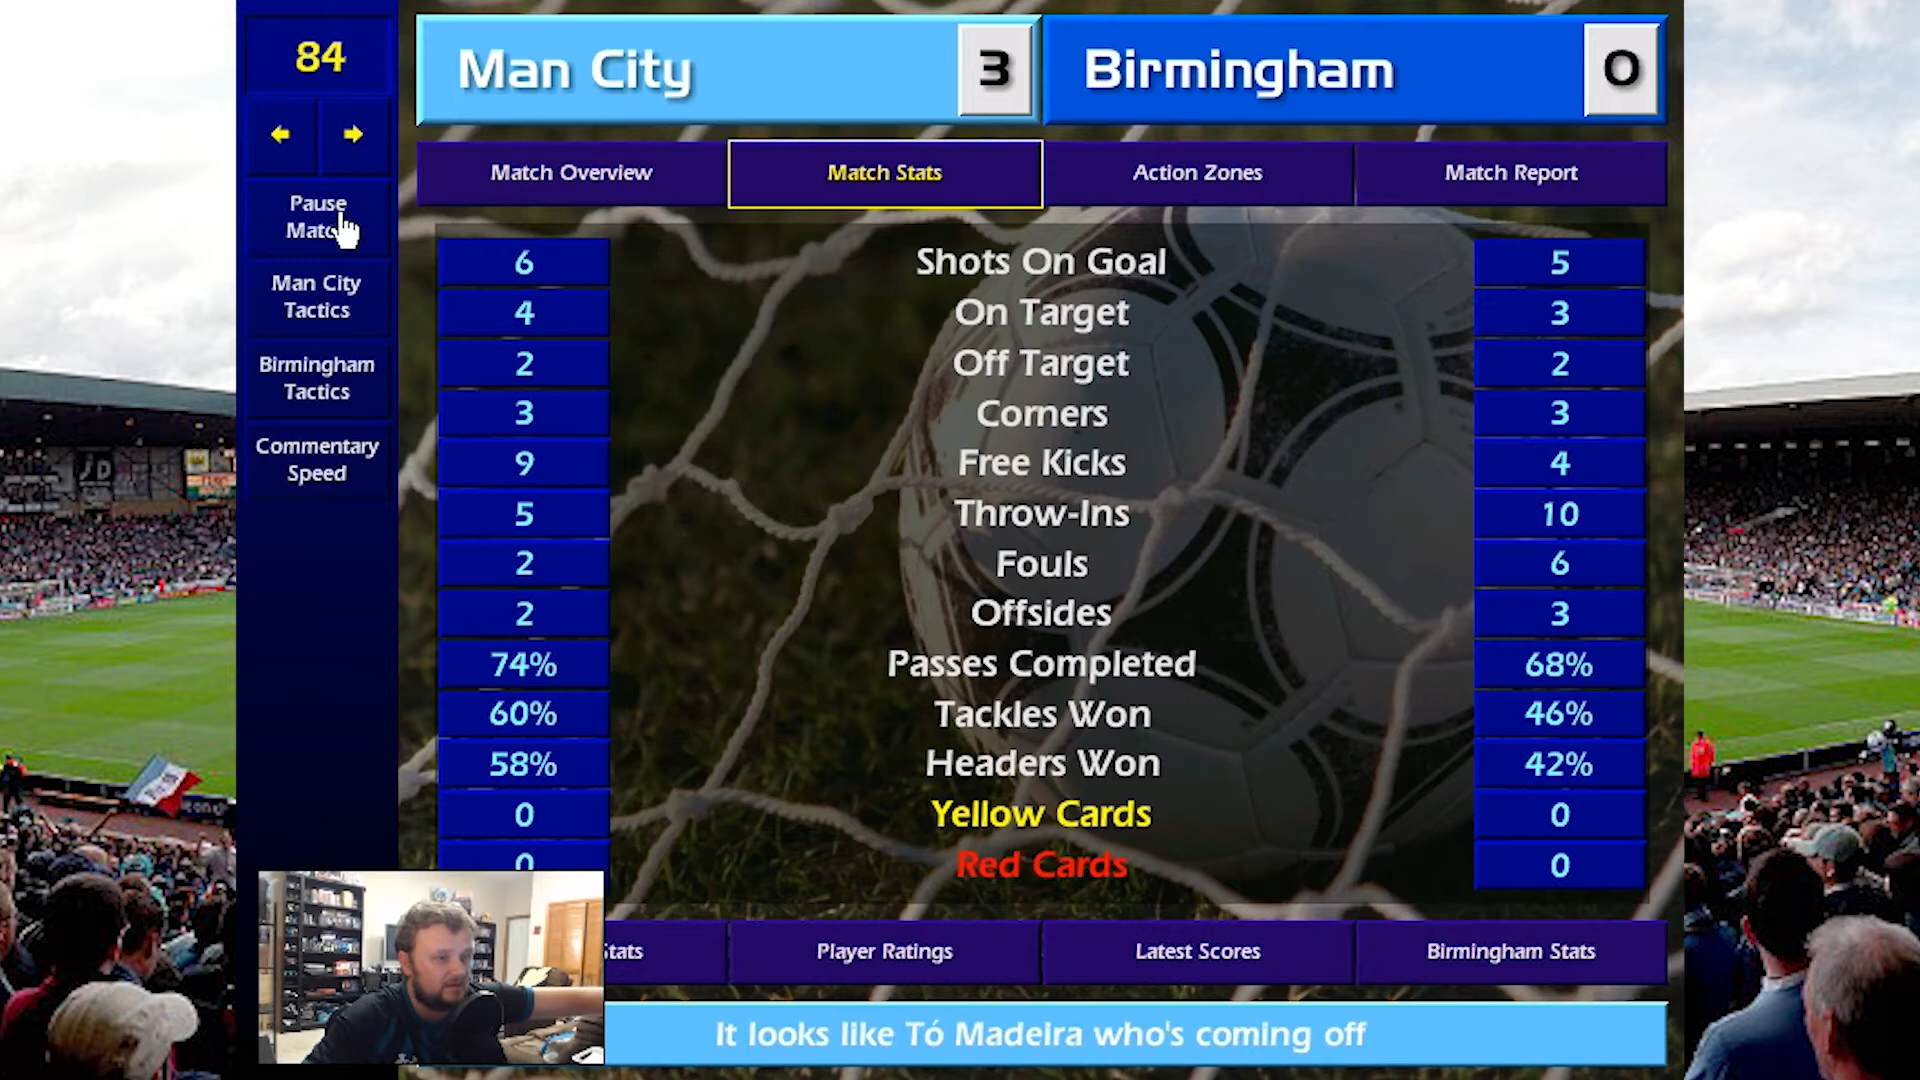 84
Man City 3 Birmingham 0
Match Overview Match Stats Action Zones Match Report
Pause
Match
Man City
Tactics
Birmingham
Tactics
Commentary
Speed
6 Shots On Goal 5
4 On Target 3
2 Off Target 2
3 Corners 3
9 Free Kicks 4
5 Throw-Ins 10
2 Fouls 6
2 Offsides 3
74% Passes Completed 68%
60% Tackles Won 46%
58% Headers Won 42%
0 Yellow Cards 0
0 Red Cards 0
Player Ratings Latest Scores Birmingham Stats
It looks like Tó Madeira who's coming off